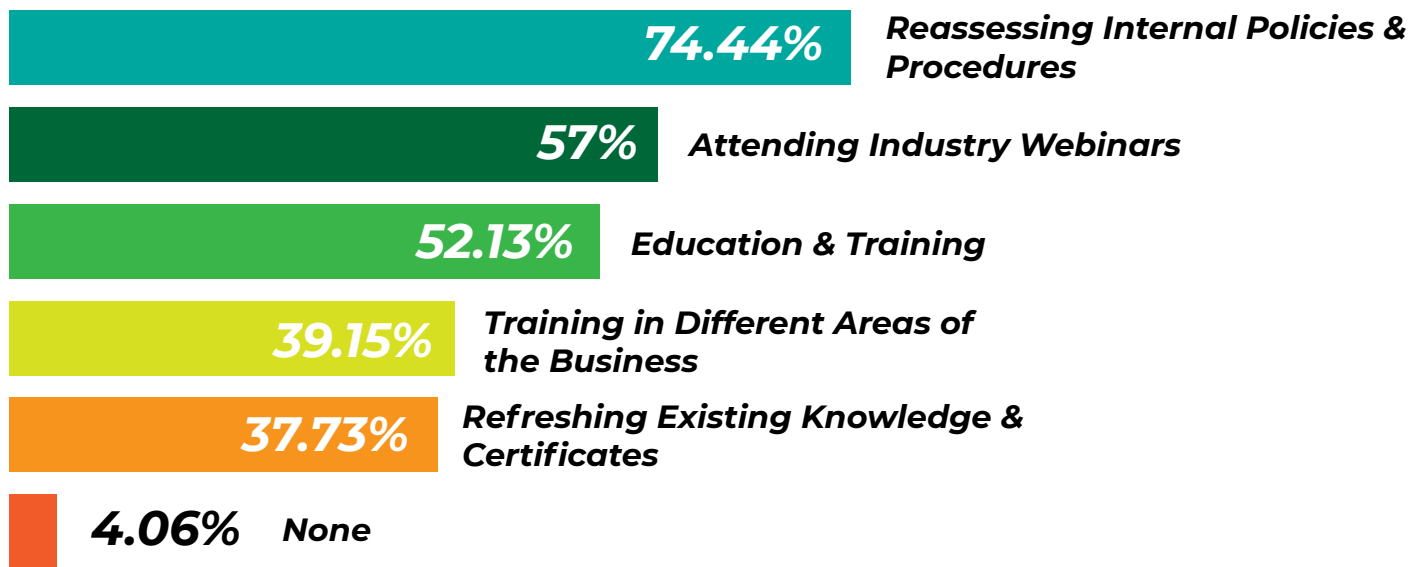 74.44%
Reassessing Internal Policies &
Procedures
57%
Attending Industry Webinars
52.13%
Education & Training
39.15%
Training in Different Areas of
the Business
37.73%
Refreshing Existing Knowledge &
Certificates
4.06%
None